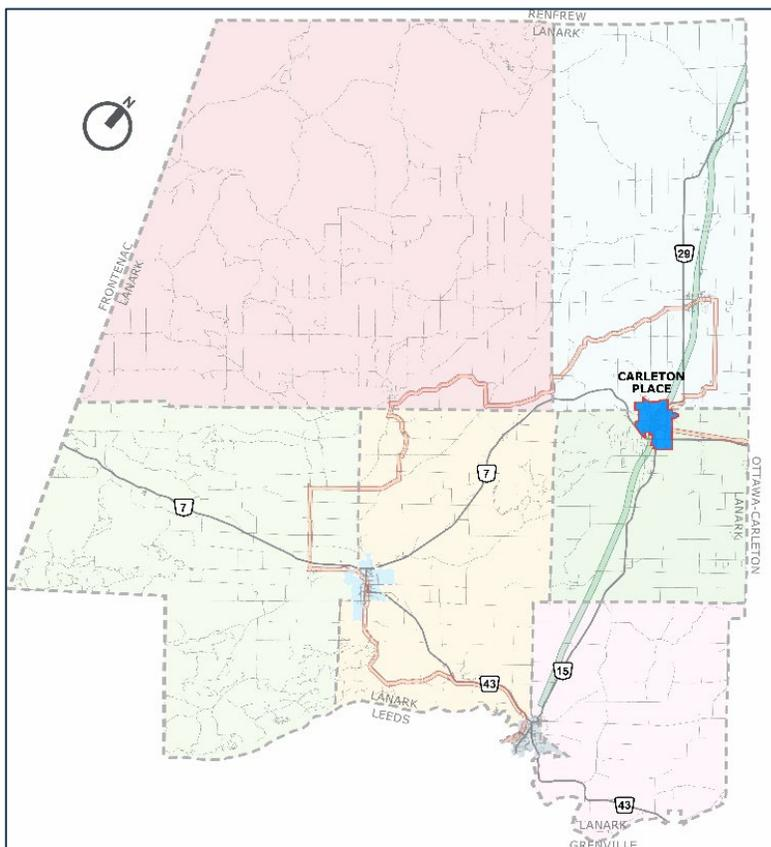 RENFREW
LANARK
N
FRONTENAC
LANARK
29
CARLETON
PLACE
7
7
OTTAWA-CARLETON
LANARK
15
43
LANARK
LEEDS
43
LANARK
GRENVILLE